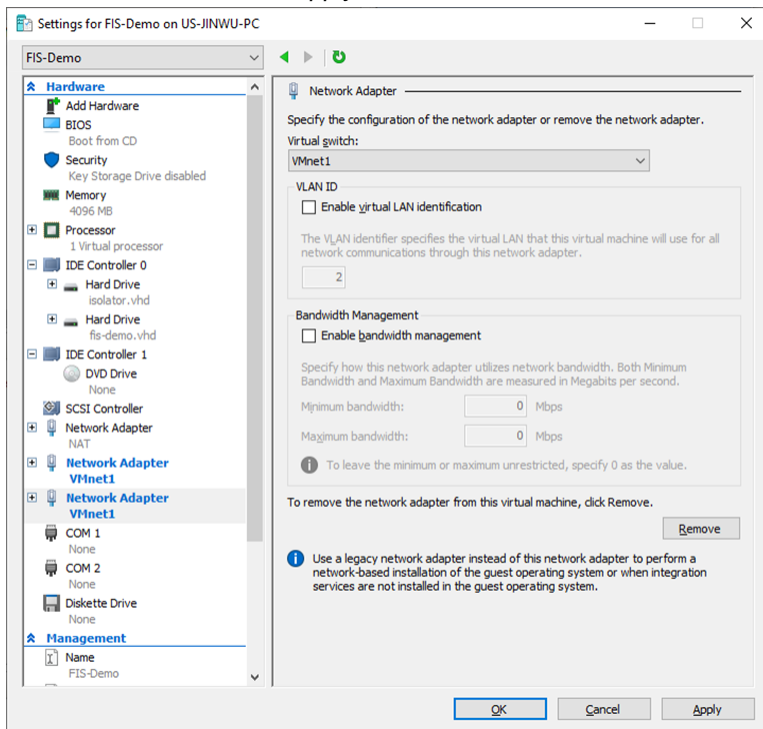 Settings for FIS-Demo on US-JINWU-PC
FIS-Demo
Hardware
Add Hardware
BIOS
Boot from CD
Security
Key Storage Drive disabled
Memory
4096 MB
Processor
1 Virtual processor
IDE Controller 0
Hard Drive
isolator.vhd
Hard Drive
fis-demo.vhd
IDE Controller 1
DVD Drive
None
SCSI Controller
Network Adapter
NAT
Network Adapter
VMnet1
Network Adapter
VMnet1
COM 1
None
COM 2
None
Diskette Drive
None
Management
Name
FIS-Demo
Network Adapter
Specify the configuration of the network adapter or remove the network adapter.
Virtual switch:
VMnet1
VLAN ID
Enable virtual LAN identification
The VLAN identifier specifies the virtual LAN that this virtual machine will use for all
network communications through this network adapter.
2
Bandwidth Management
Enable bandwidth management
Specify how this network adapter utilizes network bandwidth. Both Minimum
Bandwidth and Maximum Bandwidth are measured in Megabits per second.
Minimum bandwidth: 0 Mbps
Maximum bandwidth: 0 Mbps
To leave the minimum or maximum unrestricted, specify 0 as the value.
To remove the network adapter from this virtual machine, click Remove.
Remove
Use a legacy network adapter instead of this network adapter to perform a
network-based installation of the guest operating system or when integration
services are not installed in the guest operating system.
OK Cancel Apply